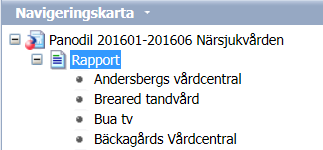 Navigeringskarta
Panodil 201601-201606 Närsjukvården
Rapport
Andersbergs vårdcentral
Breared tandvård
Bua tv
Bäckagårds Vårdcentral